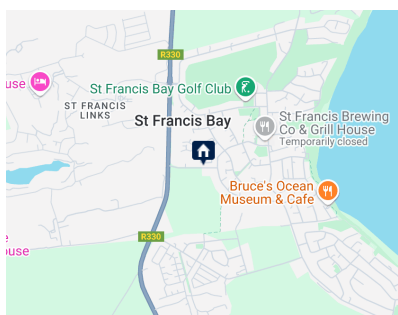 R330
St Francis Bay Golf Club
use
ST FRANCIS
LINKS
St Francis Bay
St Francis Brewing
Co & Grill House
Temporarily closed
Bruce's Ocean
Museum & Cafe
R330
e
ouse